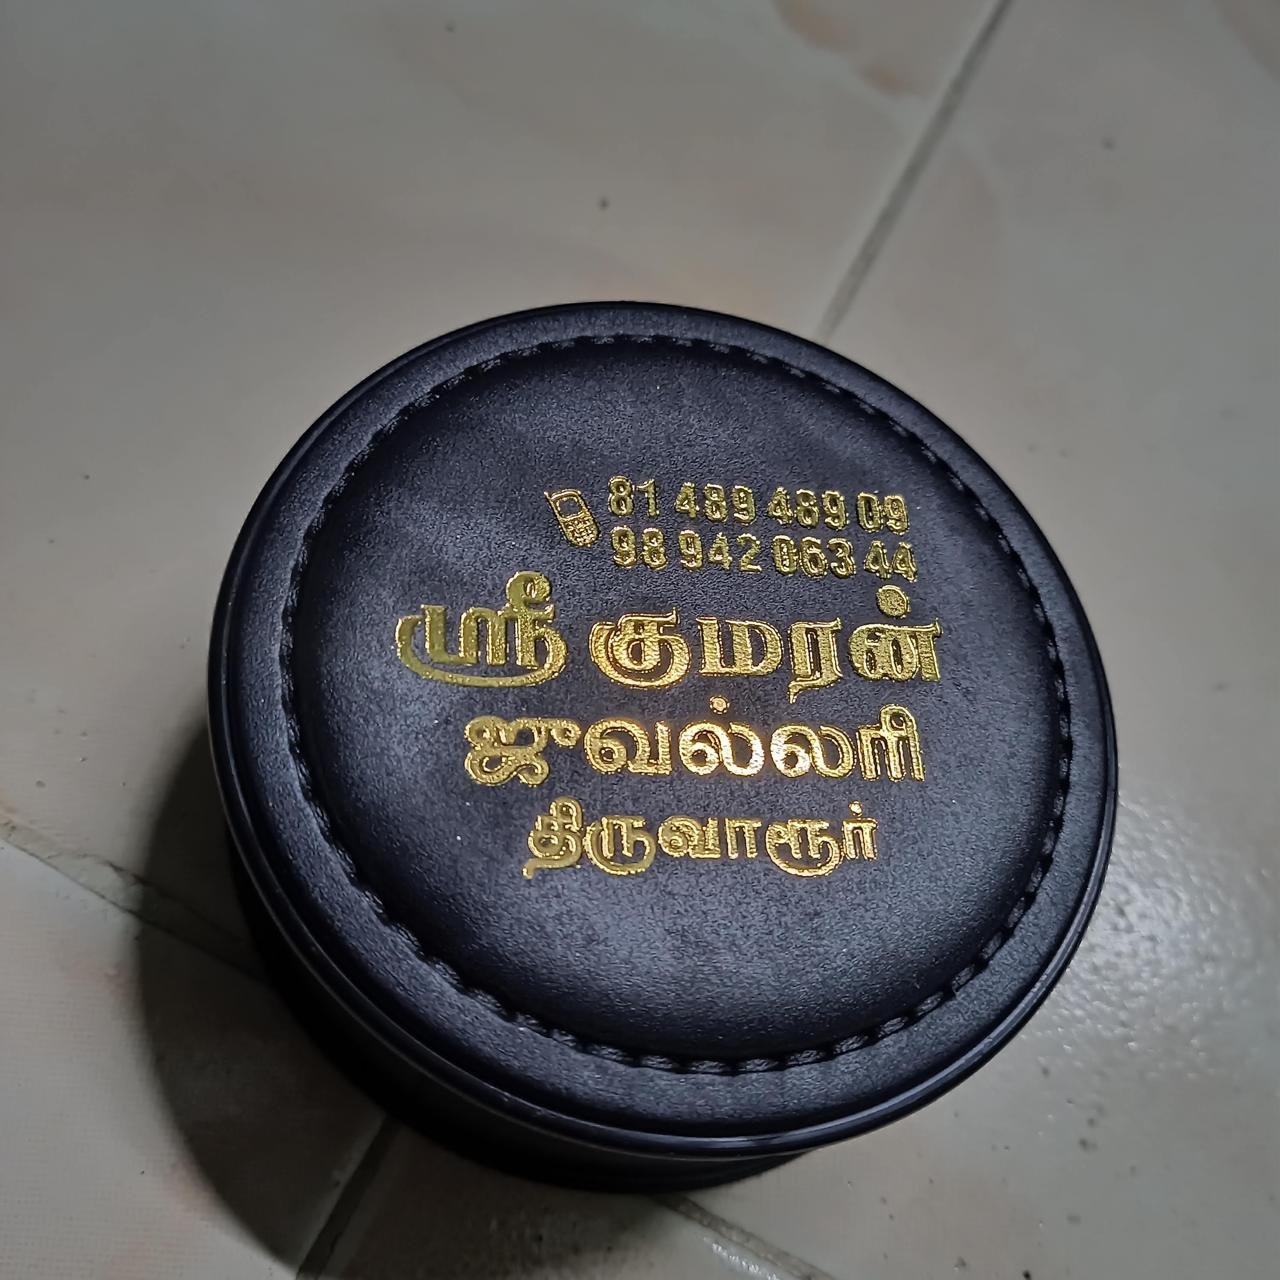 81 489 489 09
98 942 063 44
ஸ்ரீ குமரன்
ஜுவல்லரி
திருவாரூர்